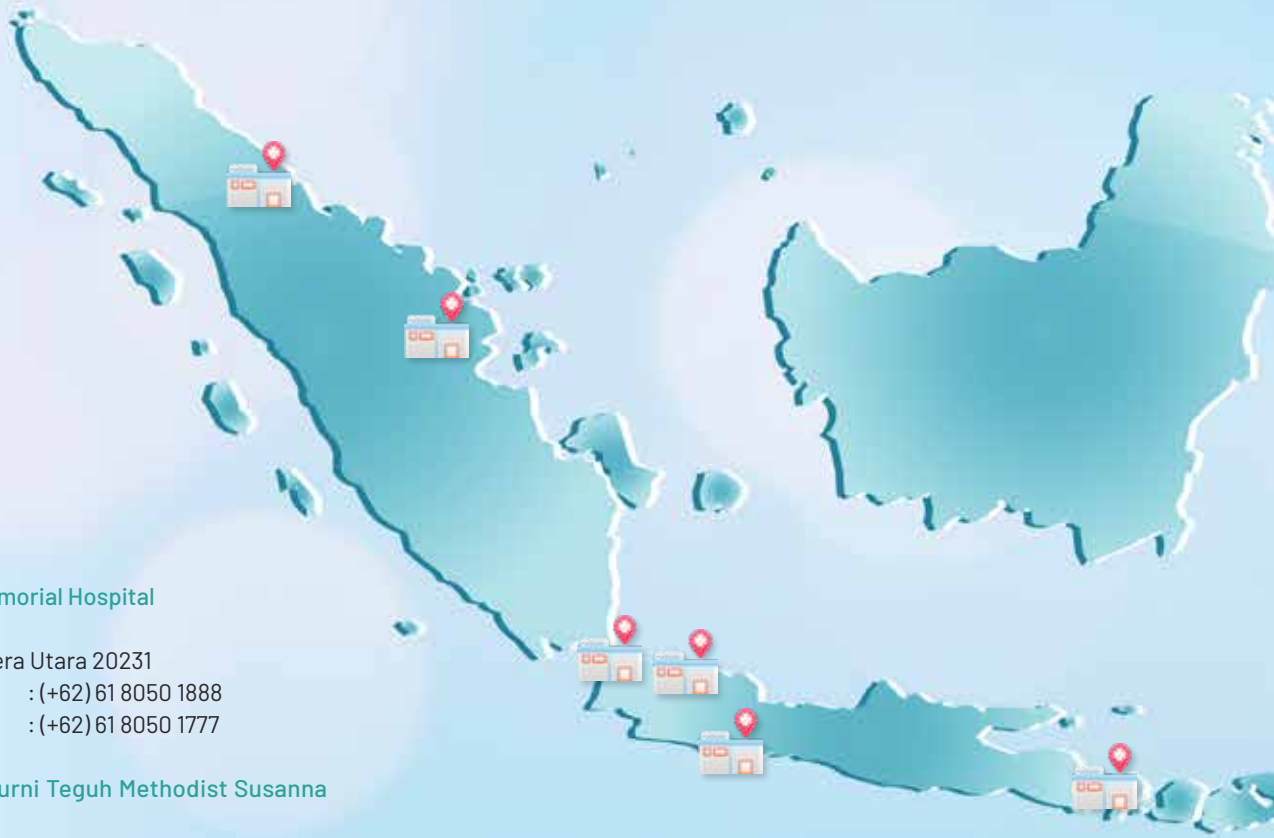 morial Hospital
era Utara 20231
: (+62) 61 8050 1888
: (+62) 61 8050 1777
urni Teguh Methodist Susanna